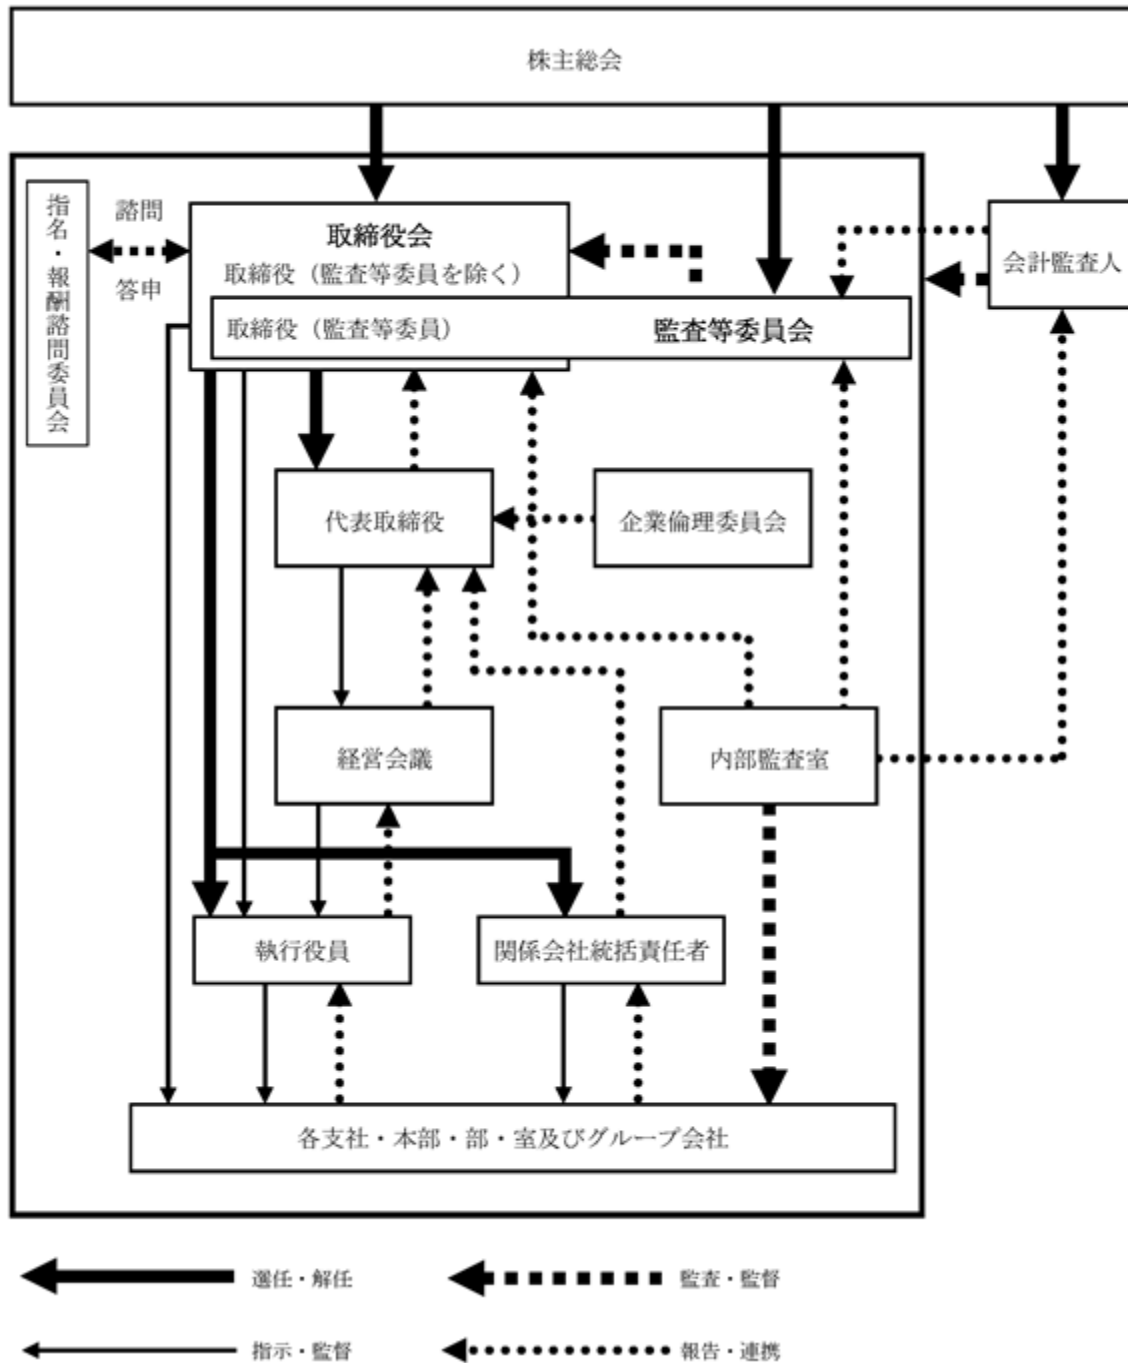 株主総会
指名・報酬諮問委員会
諮問
答申
取締役会
取締役（監査等委員を除く）
取締役（監査等委員）
監査等委員会
会計監査人
代表取締役
企業倫理委員会
経営会議
内部監査室
執行役員
関係会社統括責任者
各支社・本部・部・室及びグループ会社
選任・解任
監査・監督
指示・監督
報告・連携